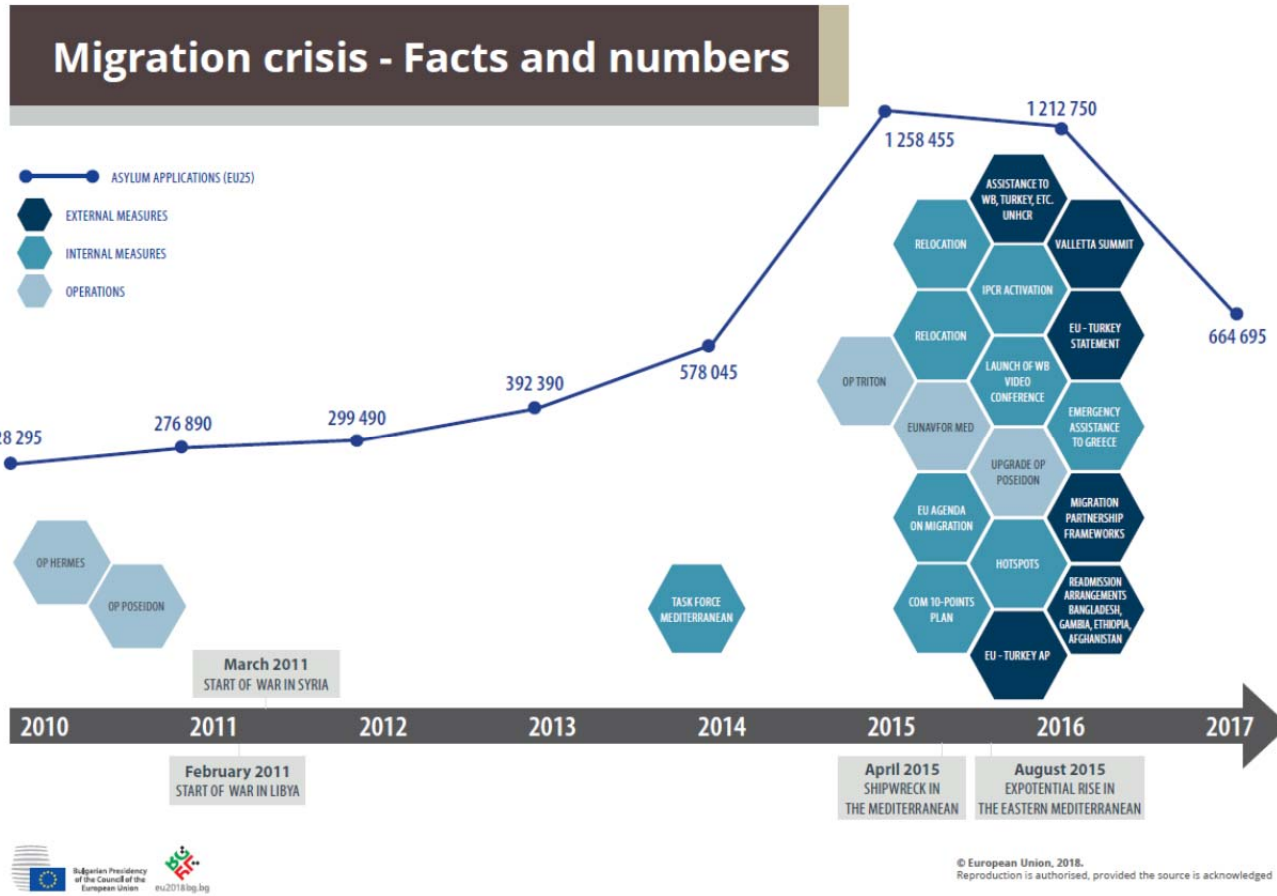 Migration crisis - Facts and numbers
1 258 455
1 212 750
ASYLUM APPLICATIONS (EU25)
EXTERNAL MEASURES
INTERNAL MEASURES
OPERATIONS
28 295
276 890
299 490
392 390
578 045
664 695
ASSISTANCE TO
WB, TURKEY, ETC.
UNHCR
RELOCATION
VALLETTA SUMMIT
IPCR ACTIVATION
RELOCATION
EU - TURKEY
STATEMENT
OP TRITON
LAUNCH OF WB
VIDEO
CONFERENCE
EUNAVFOR MED
EMERGENCY
ASSISTANCE
TO GREECE
UPGRADE OP
POSEIDON
EU AGENDA
ON MIGRATION
MIGRATION
PARTNERSHIP
FRAMEWORKS
HOTSPOTS
OP HERMES
OP POSEIDON
TASK FORCE
MEDITERRANEAN
COM 10-POINTS
PLAN
READMISSION
ARRANGEMENTS
BANGLADESH,
GAMBIA, ETHIOPIA,
AFGHANISTAN
EU - TURKEY AP
March 2011
START OF WAR IN SYRIA
2010 2011 2012 2013 2014 2015 2016 2017
February 2011
START OF WAR IN LIBYA
April 2015
SHIPWRECK IN
THE MEDITERRANEAN
August 2015
EXPOTENTIAL RISE IN
THE EASTERN MEDITERRANEAN
Bulgarian Presidency
of the Council of the
European Union
eu2018bg.bg
© European Union, 2018.
Reproduction is authorised, provided the source is acknowledged